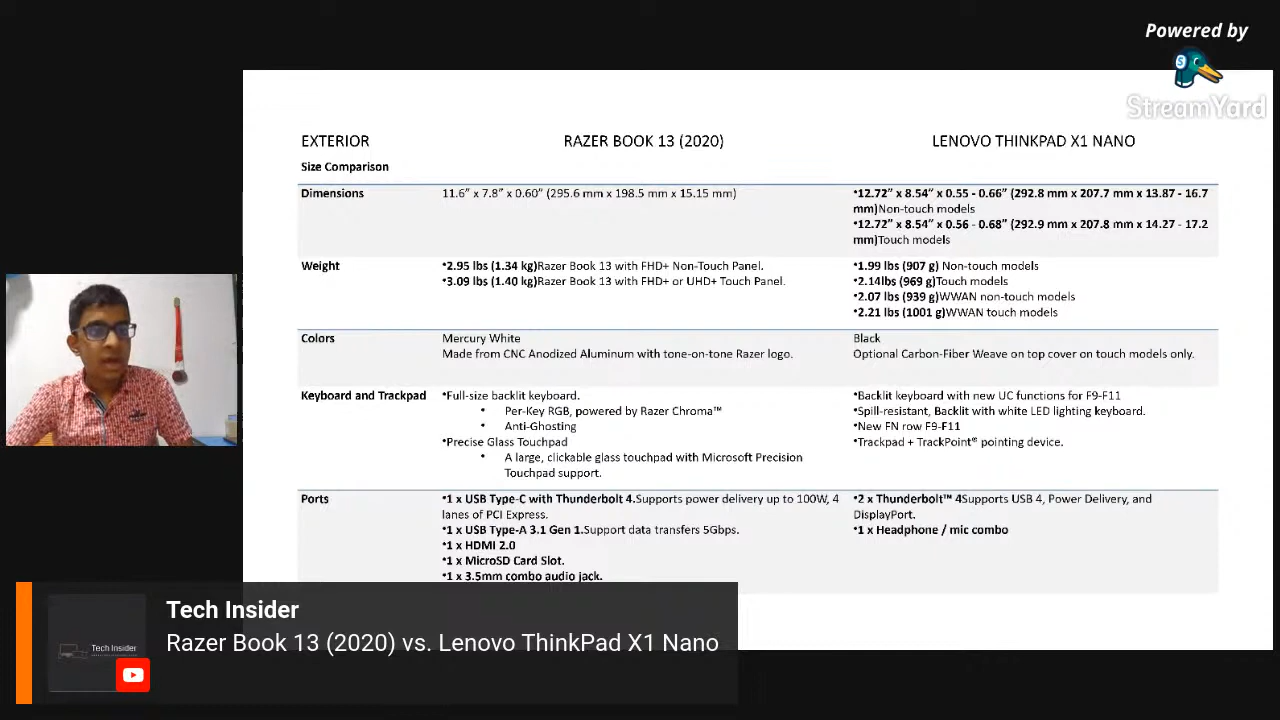 Powered by
StreamYard
EXTERIOR RAZER BOOK 13 (2020) LENOVO THINKPAD X1 NANO
Size Comparison
Dimensions
11.6” x 7.8” x 0.60” (295.6 mm x 198.5 mm x 15.15 mm)
•12.72” x 8.54” x 0.55 - 0.66” (292.8 mm x 207.7 mm x 13.87 - 16.7
mm)Non-touch models
•12.72” x 8.54” x 0.56 - 0.68” (292.9 mm x 207.8 mm x 14.27 - 17.2
mm)Touch models
Weight
•2.95 lbs (1.34 kg)Razer Book 13 with FHD+ Non-Touch Panel.
•3.09 lbs (1.40 kg)Razer Book 13 with FHD+ or UHD+ Touch Panel.
•1.99 lbs (907 g) Non-touch models
•2.14lbs (969 g)Touch models
•2.07 lbs (939 g)WWAN non-touch models
•2.21 lbs (1001 g)WWAN touch models
Colors
Mercury White
Made from CNC Anodized Aluminum with tone-on-tone Razer logo.
Black
Optional Carbon-Fiber Weave on top cover on touch models only.
Keyboard and Trackpad
•Full-size backlit keyboard.
• Per-Key RGB, powered by Razer Chroma™
• Anti-Ghosting
•Precise Glass Touchpad
• A large, clickable glass touchpad with Microsoft Precision
Touchpad support.
•Backlit keyboard with new UC functions for F9-F11
•Spill-resistant, Backlit with white LED lighting keyboard.
•New FN row F9-F11
•Trackpad + TrackPoint® pointing device.
Ports
•1 x USB Type-C with Thunderbolt 4.Supports power delivery up to 100W, 4
lanes of PCI Express.
•1 x USB Type-A 3.1 Gen 1.Support data transfers 5Gbps.
•1 x HDMI 2.0
•1 x MicroSD Card Slot.
•1 x 3.5mm combo audio jack.
•2 x Thunderbolt™ 4Supports USB 4, Power Delivery, and
DisplayPort.
•1 x Headphone / mic combo
Tech Insider
Tech Insider
Razer Book 13 (2020) vs. Lenovo ThinkPad X1 Nano